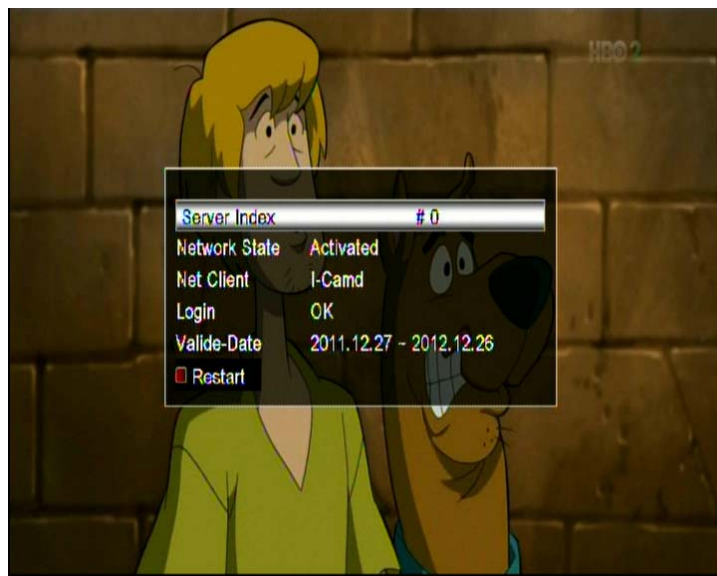 HBO 2
Server Index # 0
Network State Activated
Net Client I-Camd
Login OK
Valide-Date 2011.12.27 ~ 2012.12.26
Restart